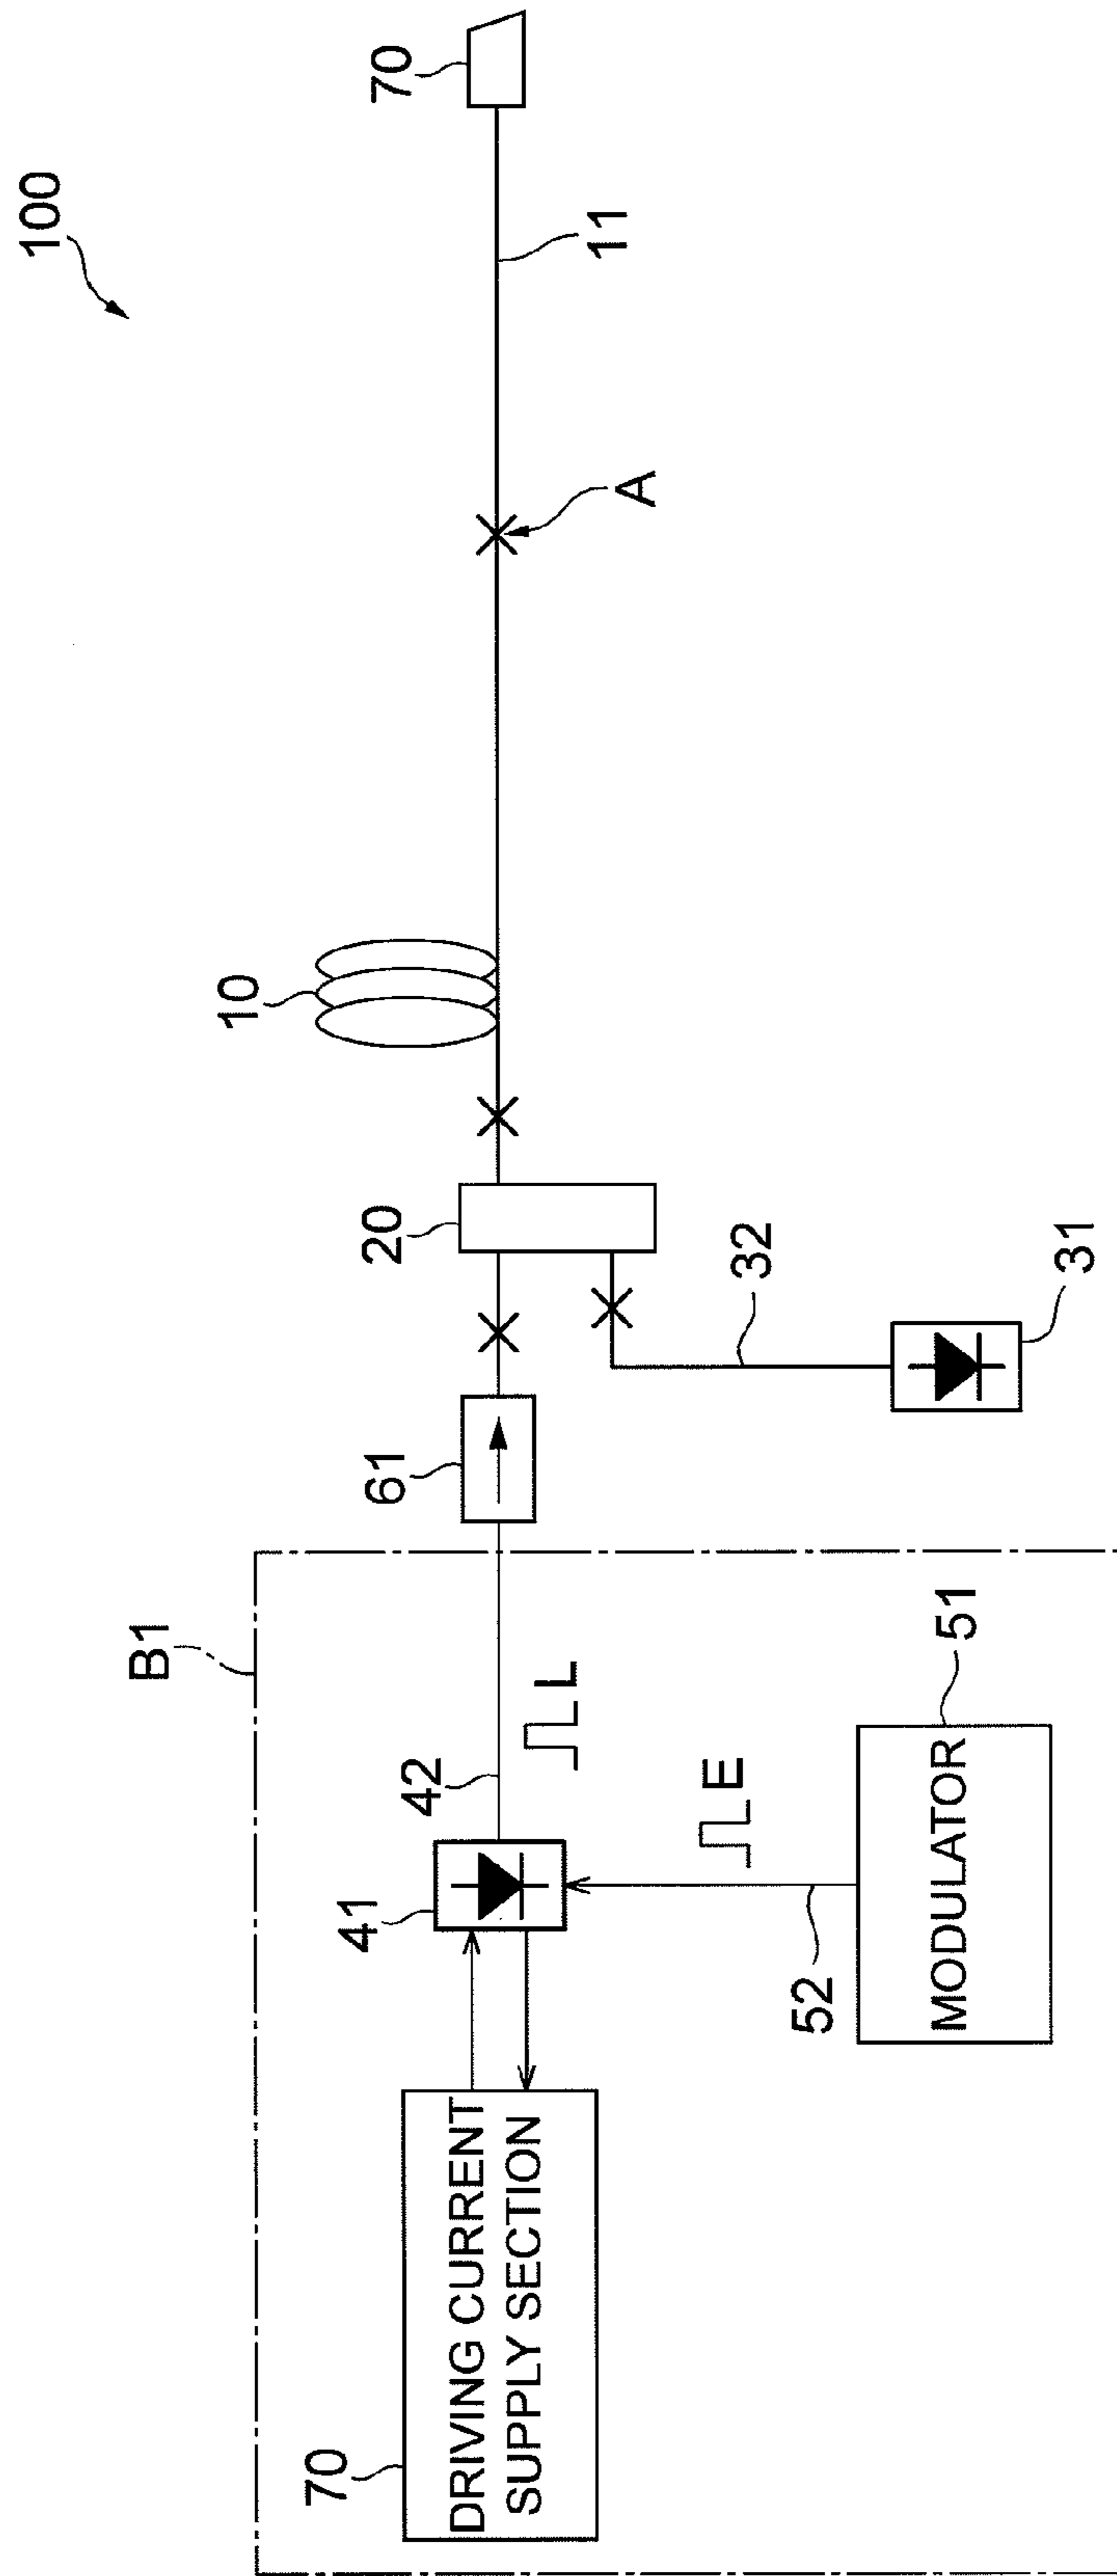 100
70
11
A
10
20
32
31
61
B1
42
L
41
E
51
52
MODULATOR
70
DRIVING CURRENT
SUPPLY SECTION